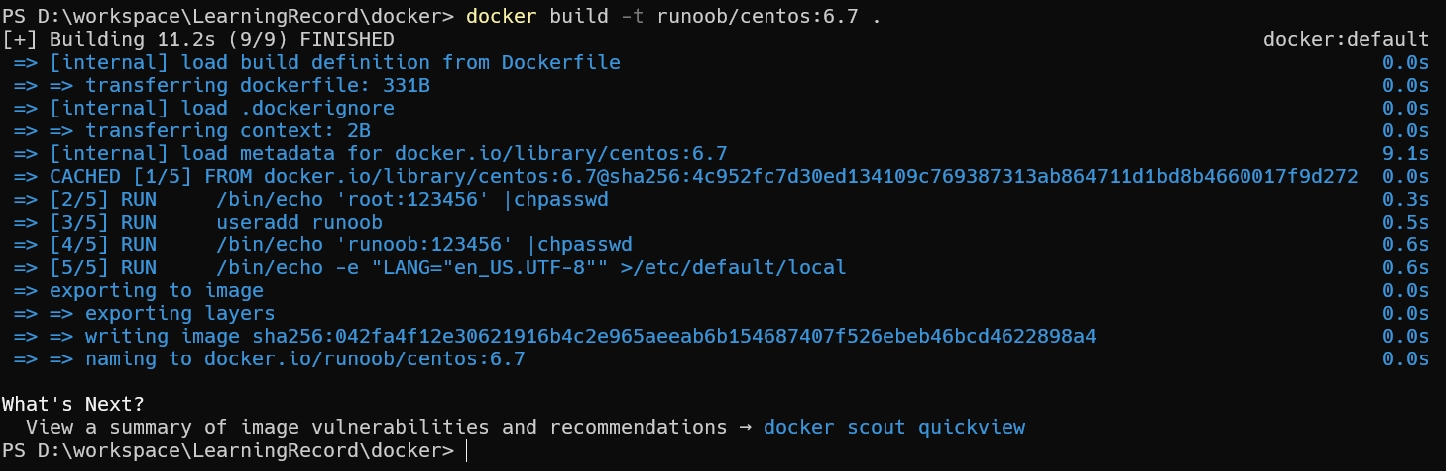 PS D:\workspace\LearningRecord\docker> docker build -t runoob/centos:6.7 .
[+] Building 11.2s (9/9) FINISHED docker:default
=> [internal] load build definition from Dockerfile 0.0s
=> => transferring dockerfile: 331B 0.0s
=> [internal] load .dockerignore 0.0s
=> => transferring context: 2B 0.0s
=> [internal] load metadata for docker.io/library/centos:6.7 9.1s
=> CACHED [1/5] FROM docker.io/library/centos:6.7@sha256:4c952fc7d30ed134109c769387313ab864711d1bd8b4660017f9d272 0.0s
=> [2/5] RUN /bin/echo 'root:123456' |chpasswd 0.3s
=> [3/5] RUN useradd runoob 0.5s
=> [4/5] RUN /bin/echo 'runoob:123456' |chpasswd 0.6s
=> [5/5] RUN /bin/echo -e "LANG="en_US.UTF-8"" >/etc/default/local 0.6s
=> exporting to image 0.0s
=> => exporting layers 0.0s
=> => writing image sha256:042fa4f12e30621916b4c2e965aeeab6b154687407f526ebeb46bcd4622898a4 0.0s
=> => naming to docker.io/runoob/centos:6.7 0.0s
What's Next?
View a summary of image vulnerabilities and recommendations → docker scout quickview
PS D:\workspace\LearningRecord\docker>